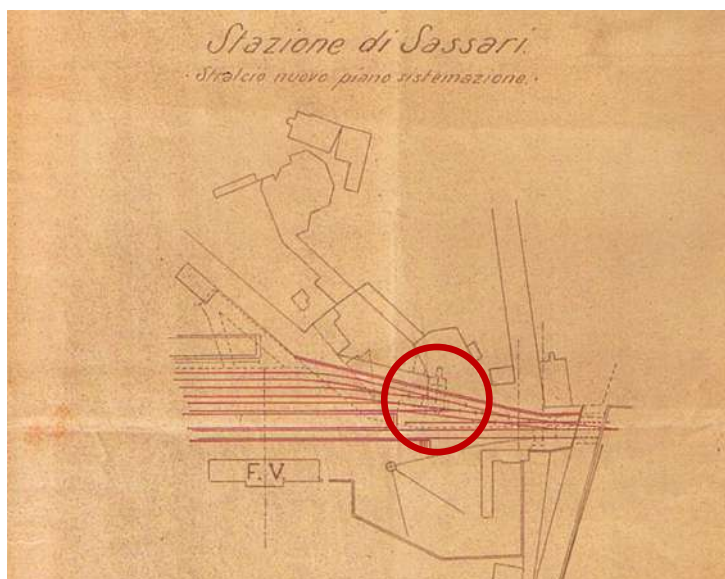 Stazione di Sassari.
· Stralcio nuovo piano sistemazione. ·
F. V